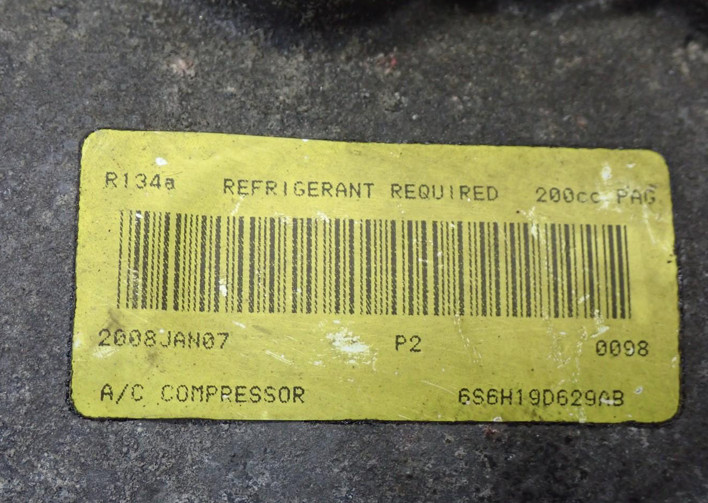 R134a REFRIGERANT REQUIRED 200cc PAG
2008JAN07 P2 0098
A/C COMPRESSOR 6S6H19D629AB